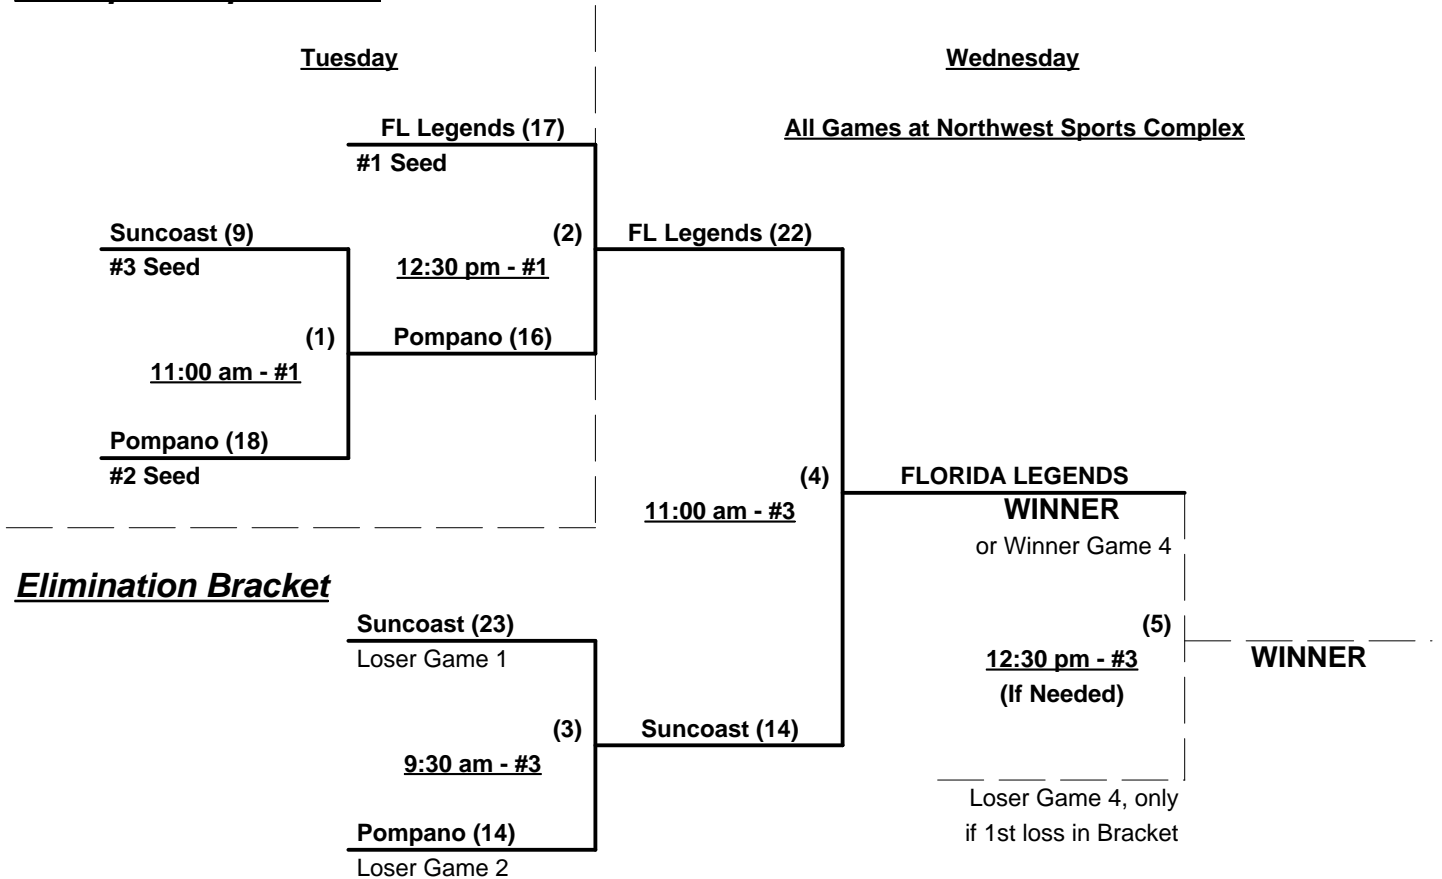 Tuesday
Wednesday
FL Legends (17)
All Games at Northwest Sports Complex
#1 Seed
Suncoast (9)
(2)
FL Legends (22)
#3 Seed
12:30 pm - #1
(1)
Pompano (16)
11:00 am - #1
Pompano (18)
#2 Seed
(4)
FLORIDA LEGENDS
11:00 am - #3
WINNER
or Winner Game 4
Elimination Bracket
Suncoast (23)
Loser Game 1
(5)
12:30 pm - #3
WINNER
(If Needed)
(3)
Suncoast (14)
9:30 am - #3
Loser Game 4, only
if 1st loss in Bracket
Pompano (14)
Loser Game 2